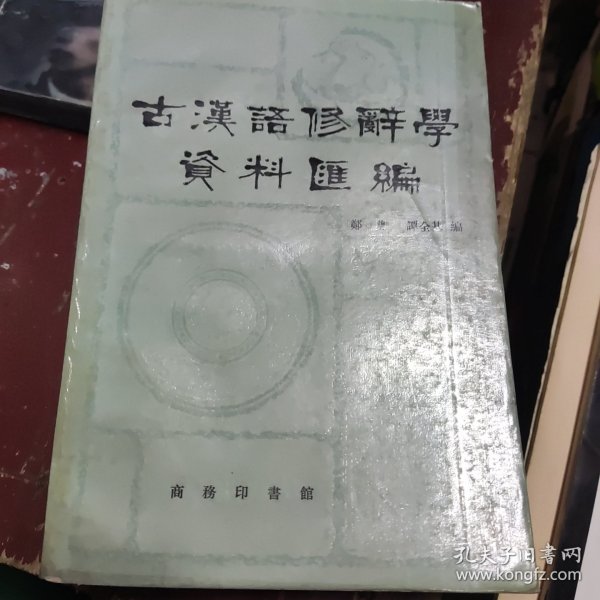 古漢語修辭學
資料匯編
鄭奠 譚全基 編
商務印書館
孔夫子旧書网
www.kongfz.com